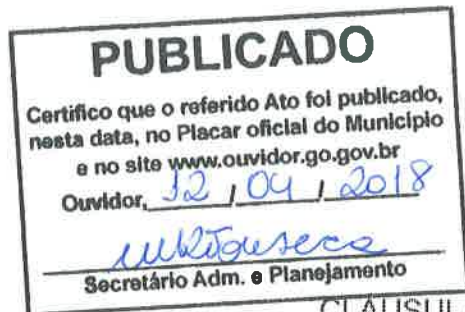 PUBLICADO
Certifico que o referido Ato foi publicado,
nesta data, no Placar oficial do Município
e no site www.ouvidor.go.gov.br
Ouvidor, 12 / 04 / 2018
Secretário Adm. e Planejamento
CLÁUSUL